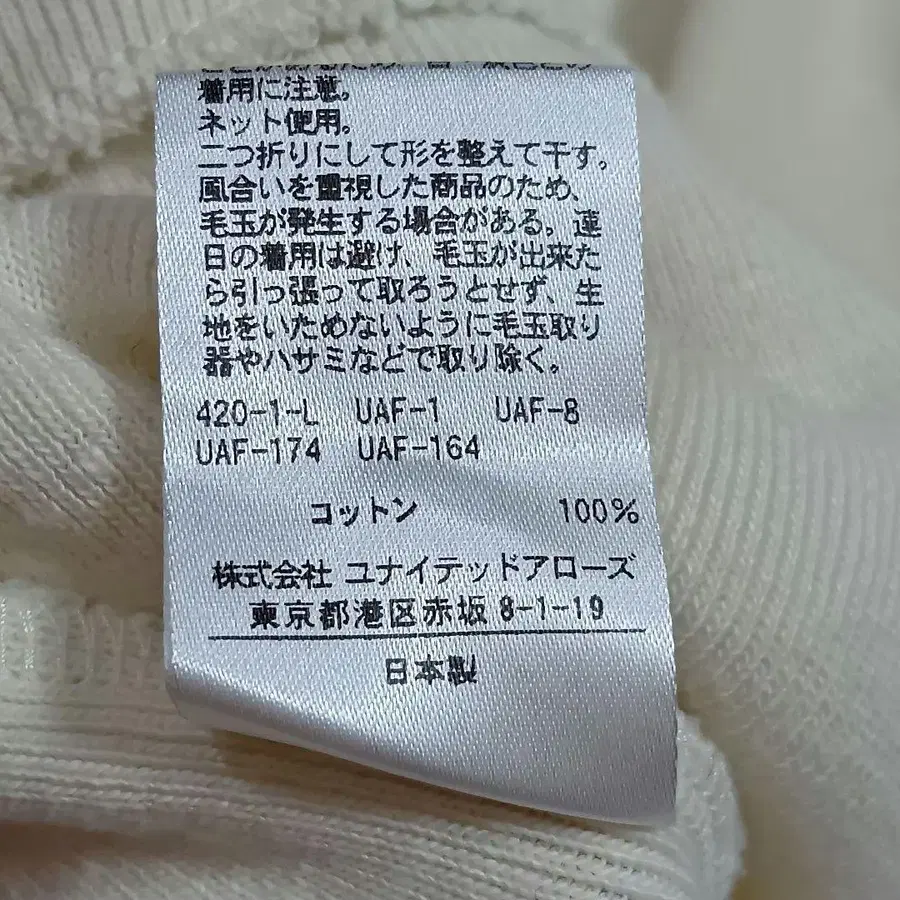 着用に注意。
ネット使用。
二つ折りにして形を整えて干す。
風合いを重視した商品のため、
毛玉が発生する場合がある。連
日の着用は避け、毛玉が出来た
ら引っ張って取ろうとせず、生
地をいためないように毛玉取り
器やハサミなどで取り除く。
420-1-L UAF-1 UAF-8
UAF-174 UAF-164
コットン 100%
株式会社 ユナイテッドアローズ
東京都港区赤坂 8-1-19
日本製